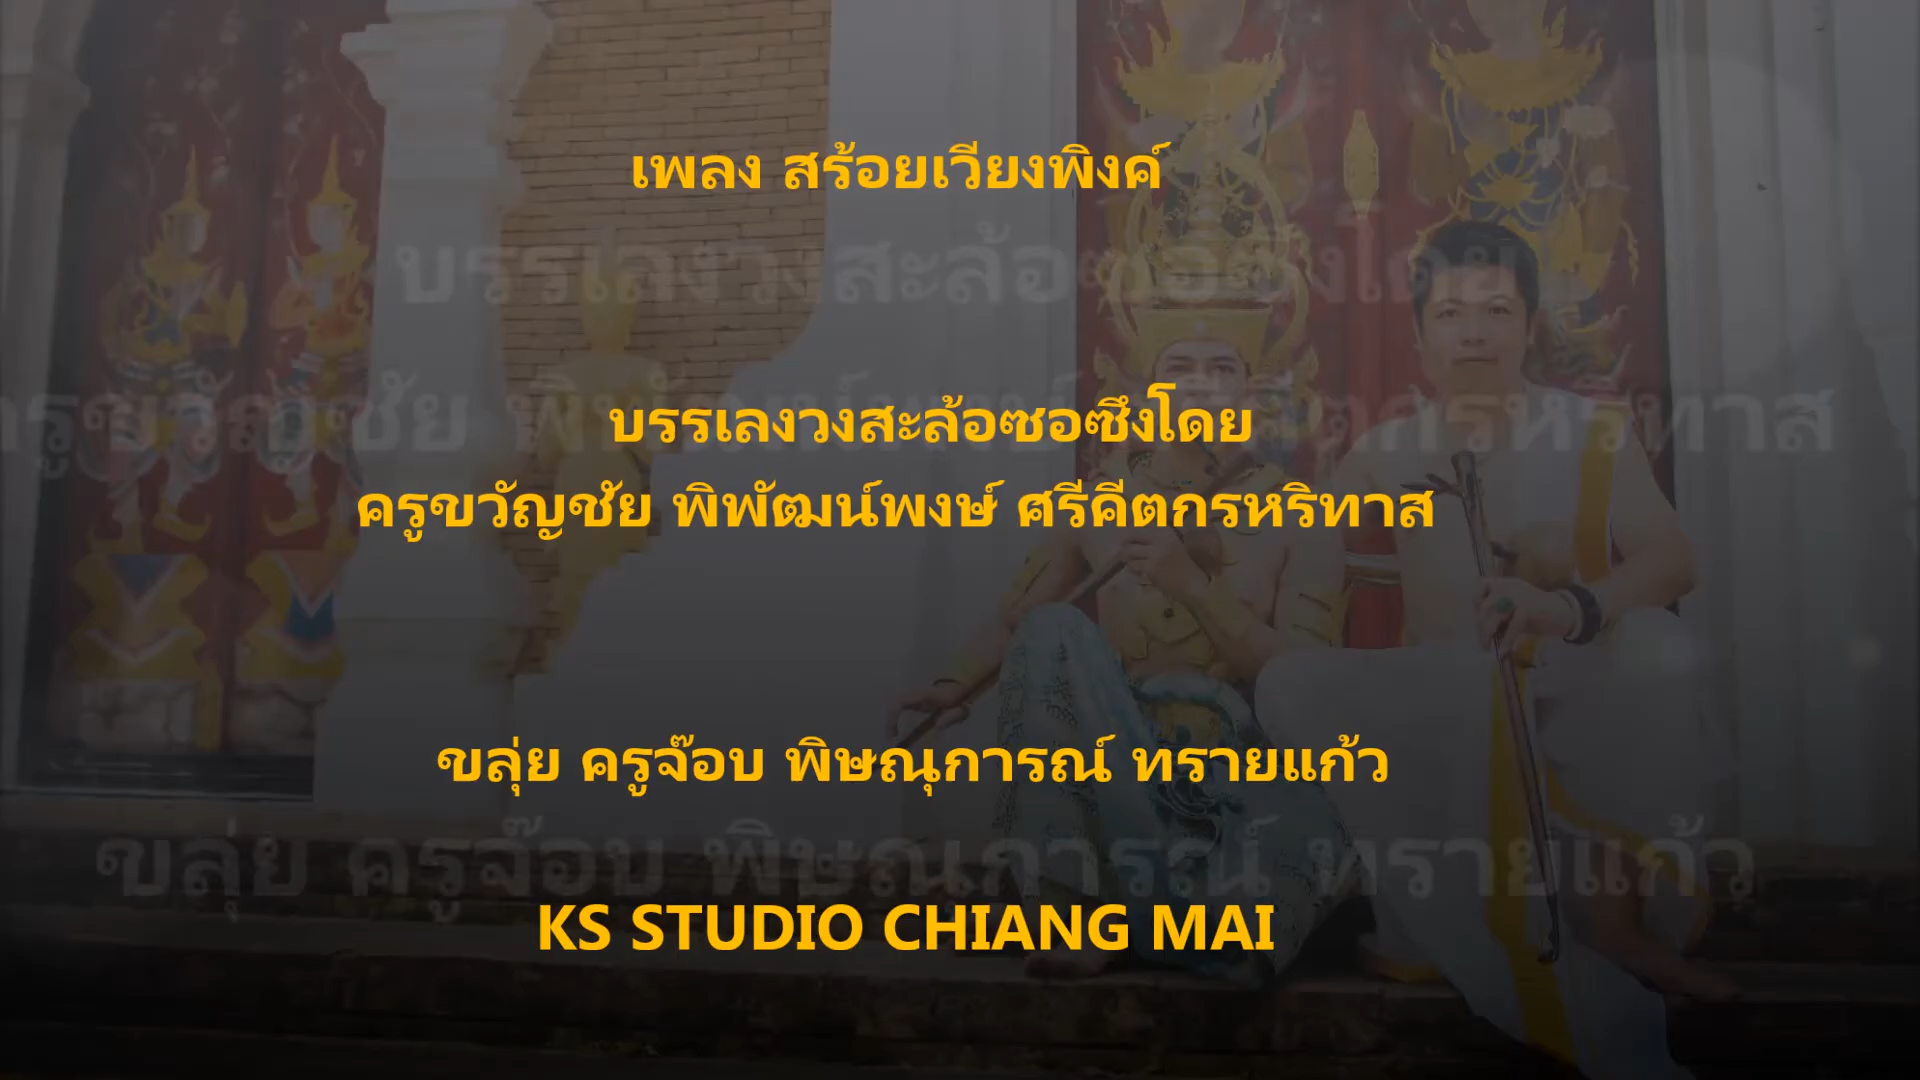 เพลง สร้อยเวียงพิงค์
บรรเลงวงสะล้อซอซึงโดย
ครูขวัญชัย พิพัฒน์พงษ์ ศรีคีตกรหริทาส
ขลุ่ย ครูจ๊อบ พิษณุการณ์ ทรายแก้ว
KS STUDIO CHIANG MAI